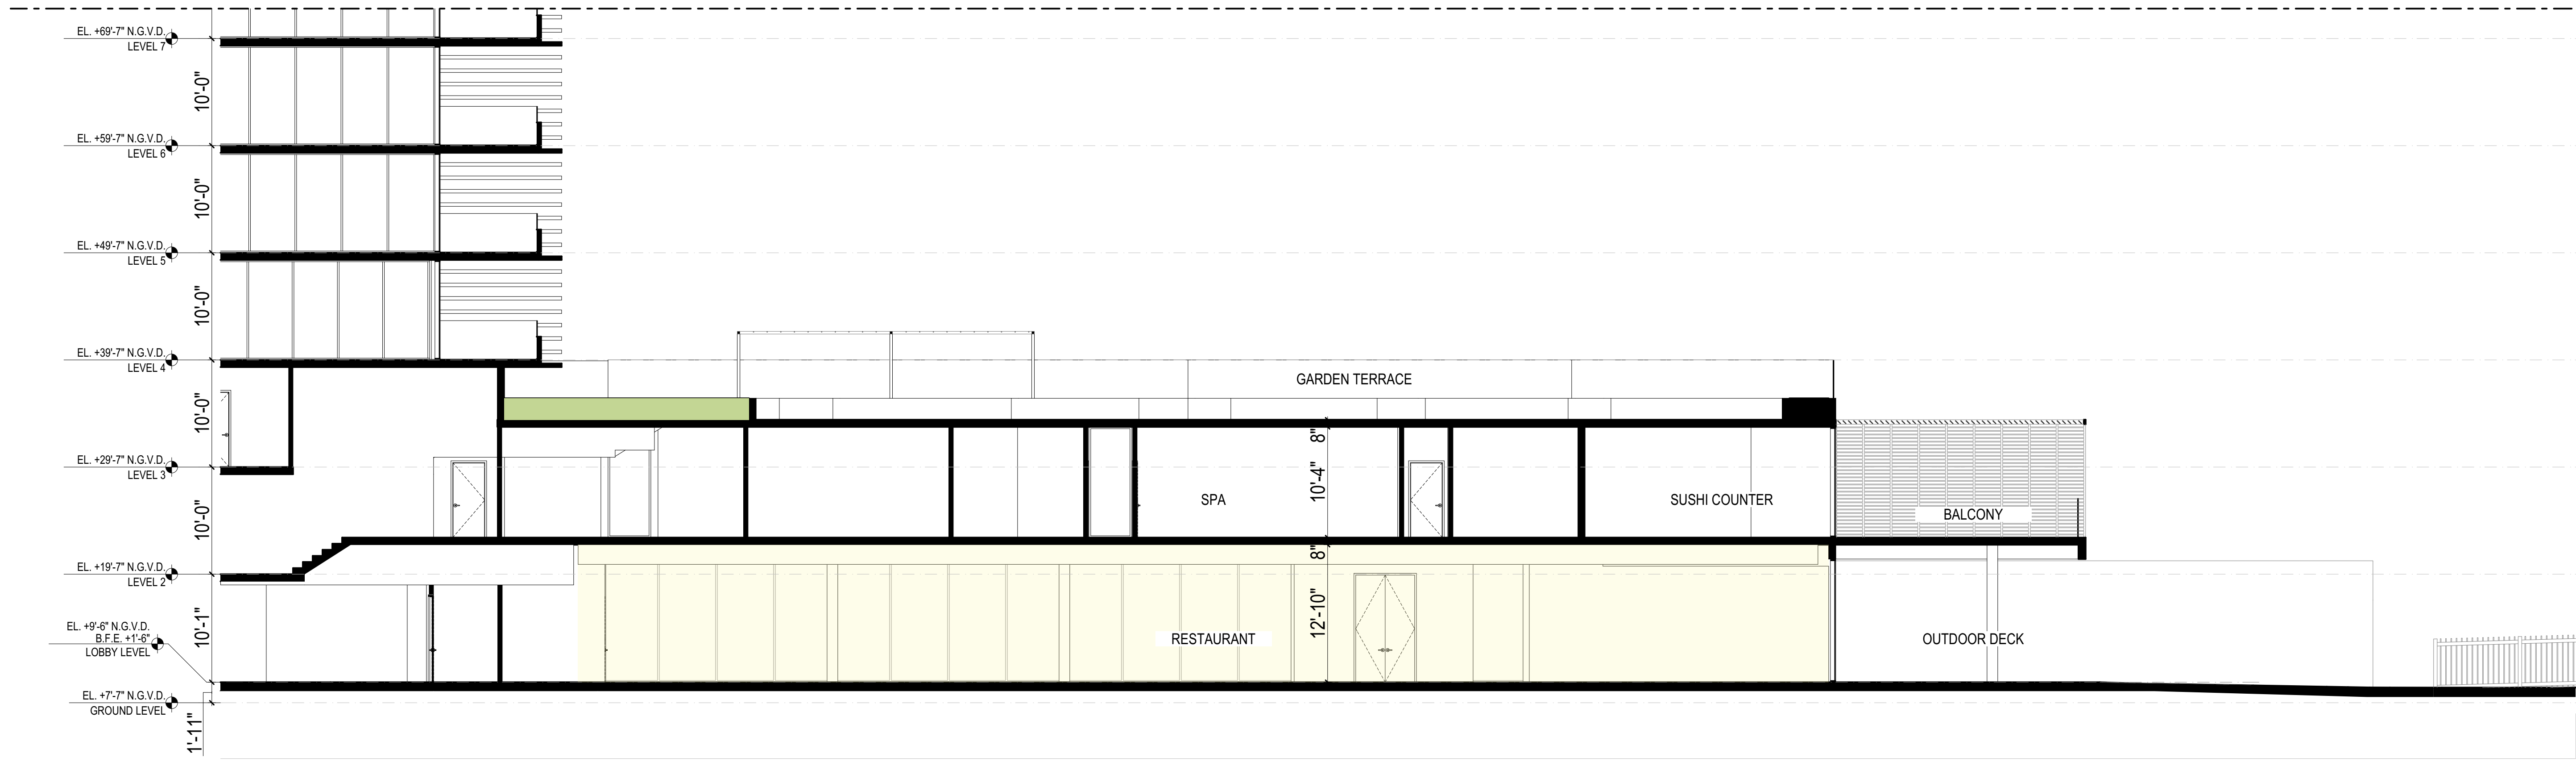 EL. +69'-7" N.G.V.D.
LEVEL 7
10'-0"
EL. +59'-7" N.G.V.D.
LEVEL 6
10'-0"
EL. +49'-7" N.G.V.D.
LEVEL 5
10'-0"
EL. +39'-7" N.G.V.D.
LEVEL 4
GARDEN TERRACE
10'-0"
8"
EL. +29'-7" N.G.V.D.
LEVEL 3
10'-4"
SPA
SUSHI COUNTER
BALCONY
10'-0"
8"
EL. +19'-7" N.G.V.D.
LEVEL 2
10'-1"
12'-10"
EL. +9'-6" N.G.V.D.
B.F.E. +1'-6"
LOBBY LEVEL
RESTAURANT
OUTDOOR DECK
EL. +7'-7" N.G.V.D.
GROUND LEVEL
1'-11"